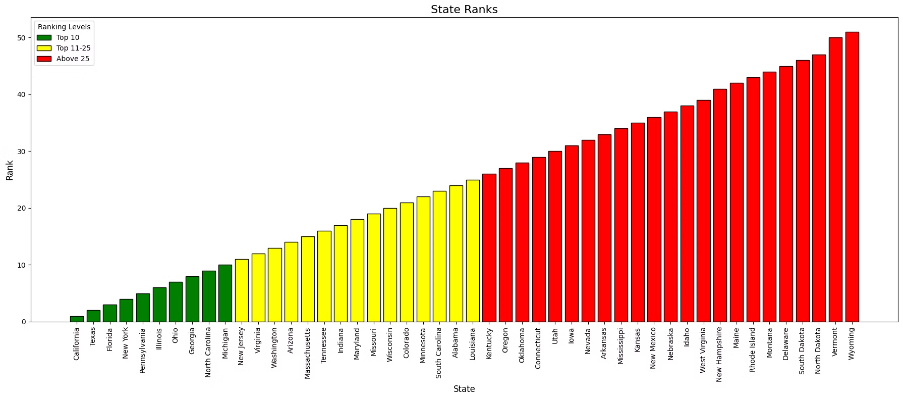 State Ranks
Ranking Levels
Top 10
Top 11-25
Above 25
Rank
50
40
30
20
10
0
California
Texas
Florida
New York
Pennsylvania
Illinois
Ohio
Georgia
North Carolina
Michigan
New Jersey
Virginia
Washington
Arizona
Massachusetts
Tennessee
Indiana
Maryland
Missouri
Wisconsin
Colorado
Minnesota
South Carolina
Alabama
Louisiana
Kentucky
Oregon
Oklahoma
Connecticut
Utah
Iowa
Nevada
Arkansas
Mississippi
Kansas
New Mexico
Nebraska
Idaho
West Virginia
New Hampshire
Maine
Rhode Island
Montana
Delaware
South Dakota
North Dakota
Vermont
Wyoming
State